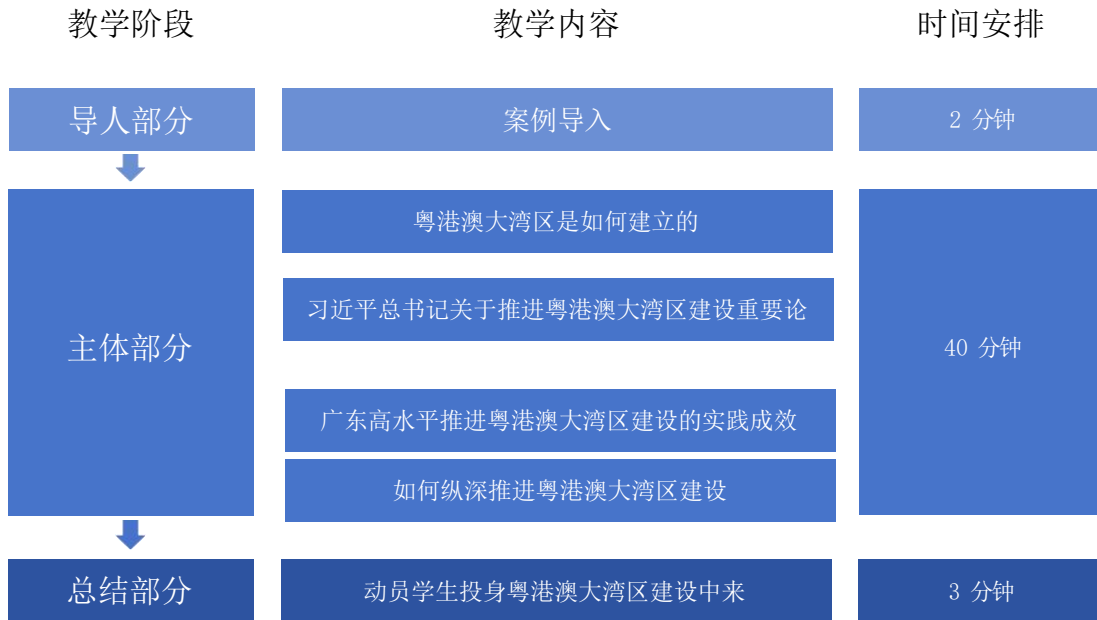 教学阶段 教学内容 时间安排
导人部分 案例导入 2 分钟
粤港澳大湾区是如何建立的
习近平总书记关于推进粤港澳大湾区建设重要论
主体部分 40 分钟
广东高水平推进粤港澳大湾区建设的实践成效
如何纵深推进粤港澳大湾区建设
总结部分 动员学生投身粤港澳大湾区建设中来 3 分钟